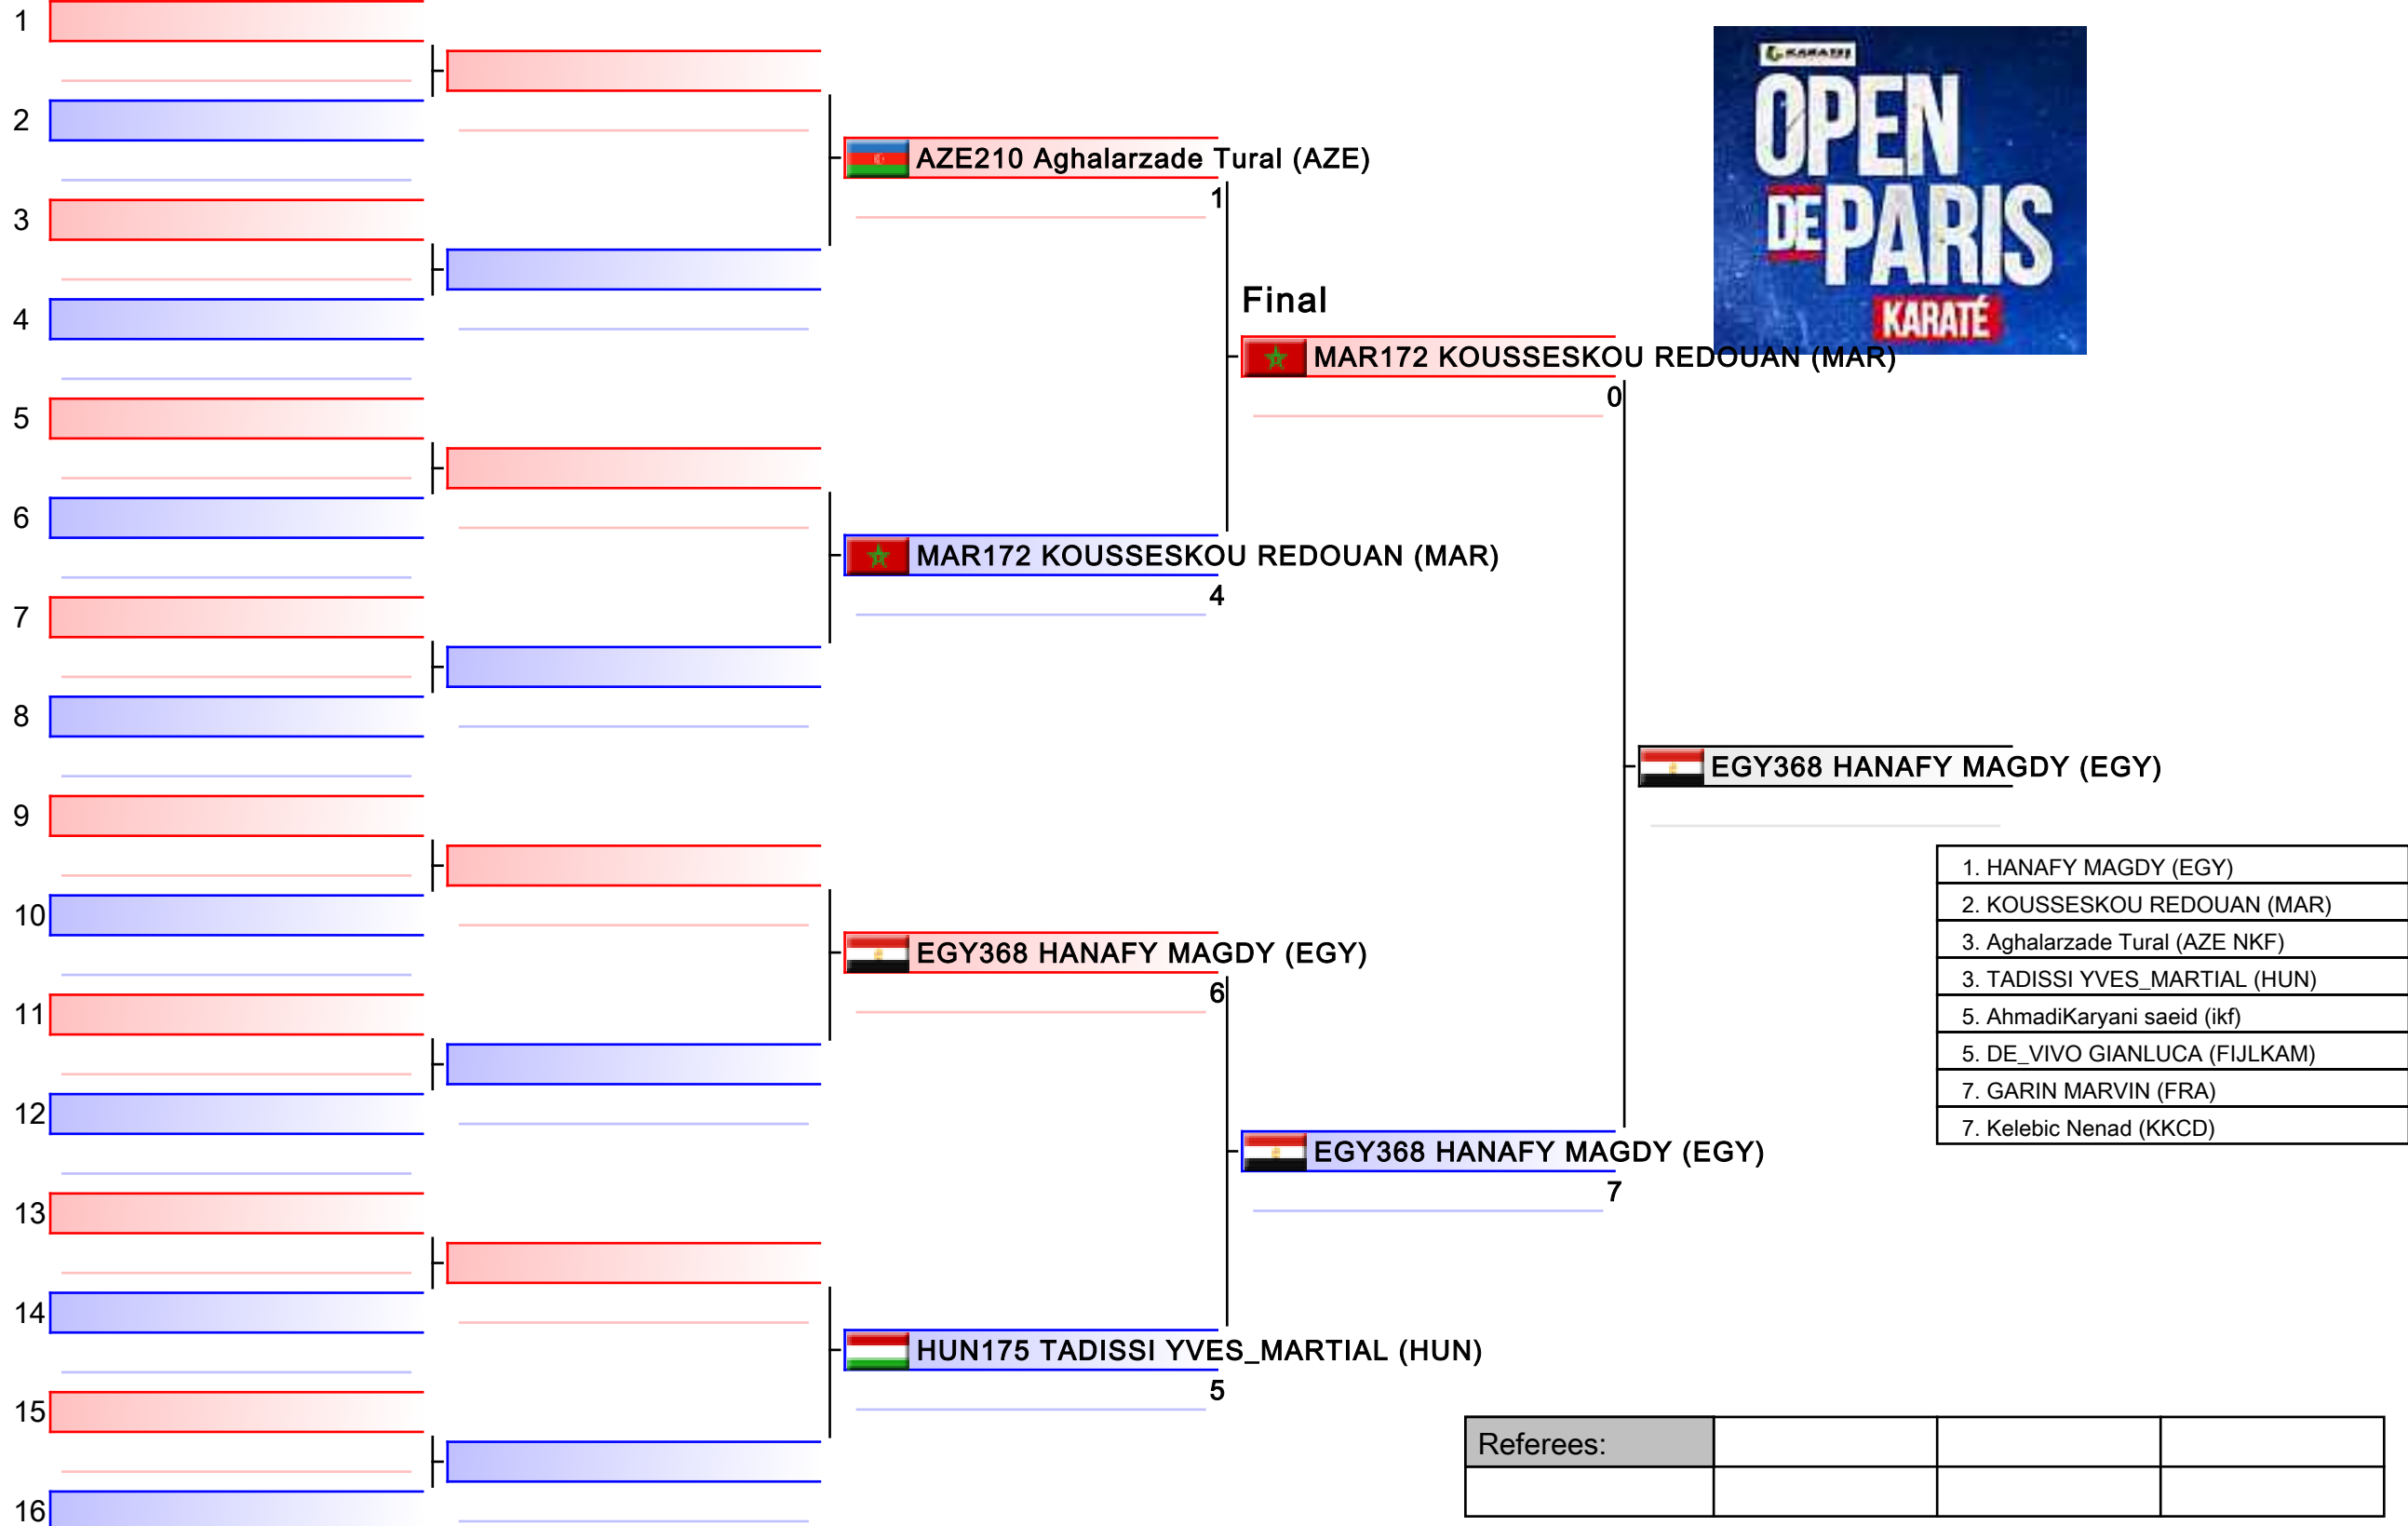 1
2
3
4
5
6
7
8
9
10
11
12
13
14
15
16
AZE210 Aghalarzade Tural (AZE)
1
MAR172 KOUSSESKOU REDOUAN (MAR)
4
EGY368 HANAFY MAGDY (EGY)
6
HUN175 TADISSI YVES_MARTIAL (HUN)
5
Final
MAR172 KOUSSESKOU REDOUAN (MAR)
0
EGY368 HANAFY MAGDY (EGY)
7
EGY368 HANAFY MAGDY (EGY)
OPEN
DE PARIS
KARATÉ
1. HANAFY MAGDY (EGY)
2. KOUSSESKOU REDOUAN (MAR)
3. Aghalarzade Tural (AZE NKF)
3. TADISSI YVES_MARTIAL (HUN)
5. AhmadiKaryani saeid (ikf)
5. DE_VIVO GIANLUCA (FIJLKAM)
7. GARIN MARVIN (FRA)
7. Kelebic Nenad (KKCD)
Referees: